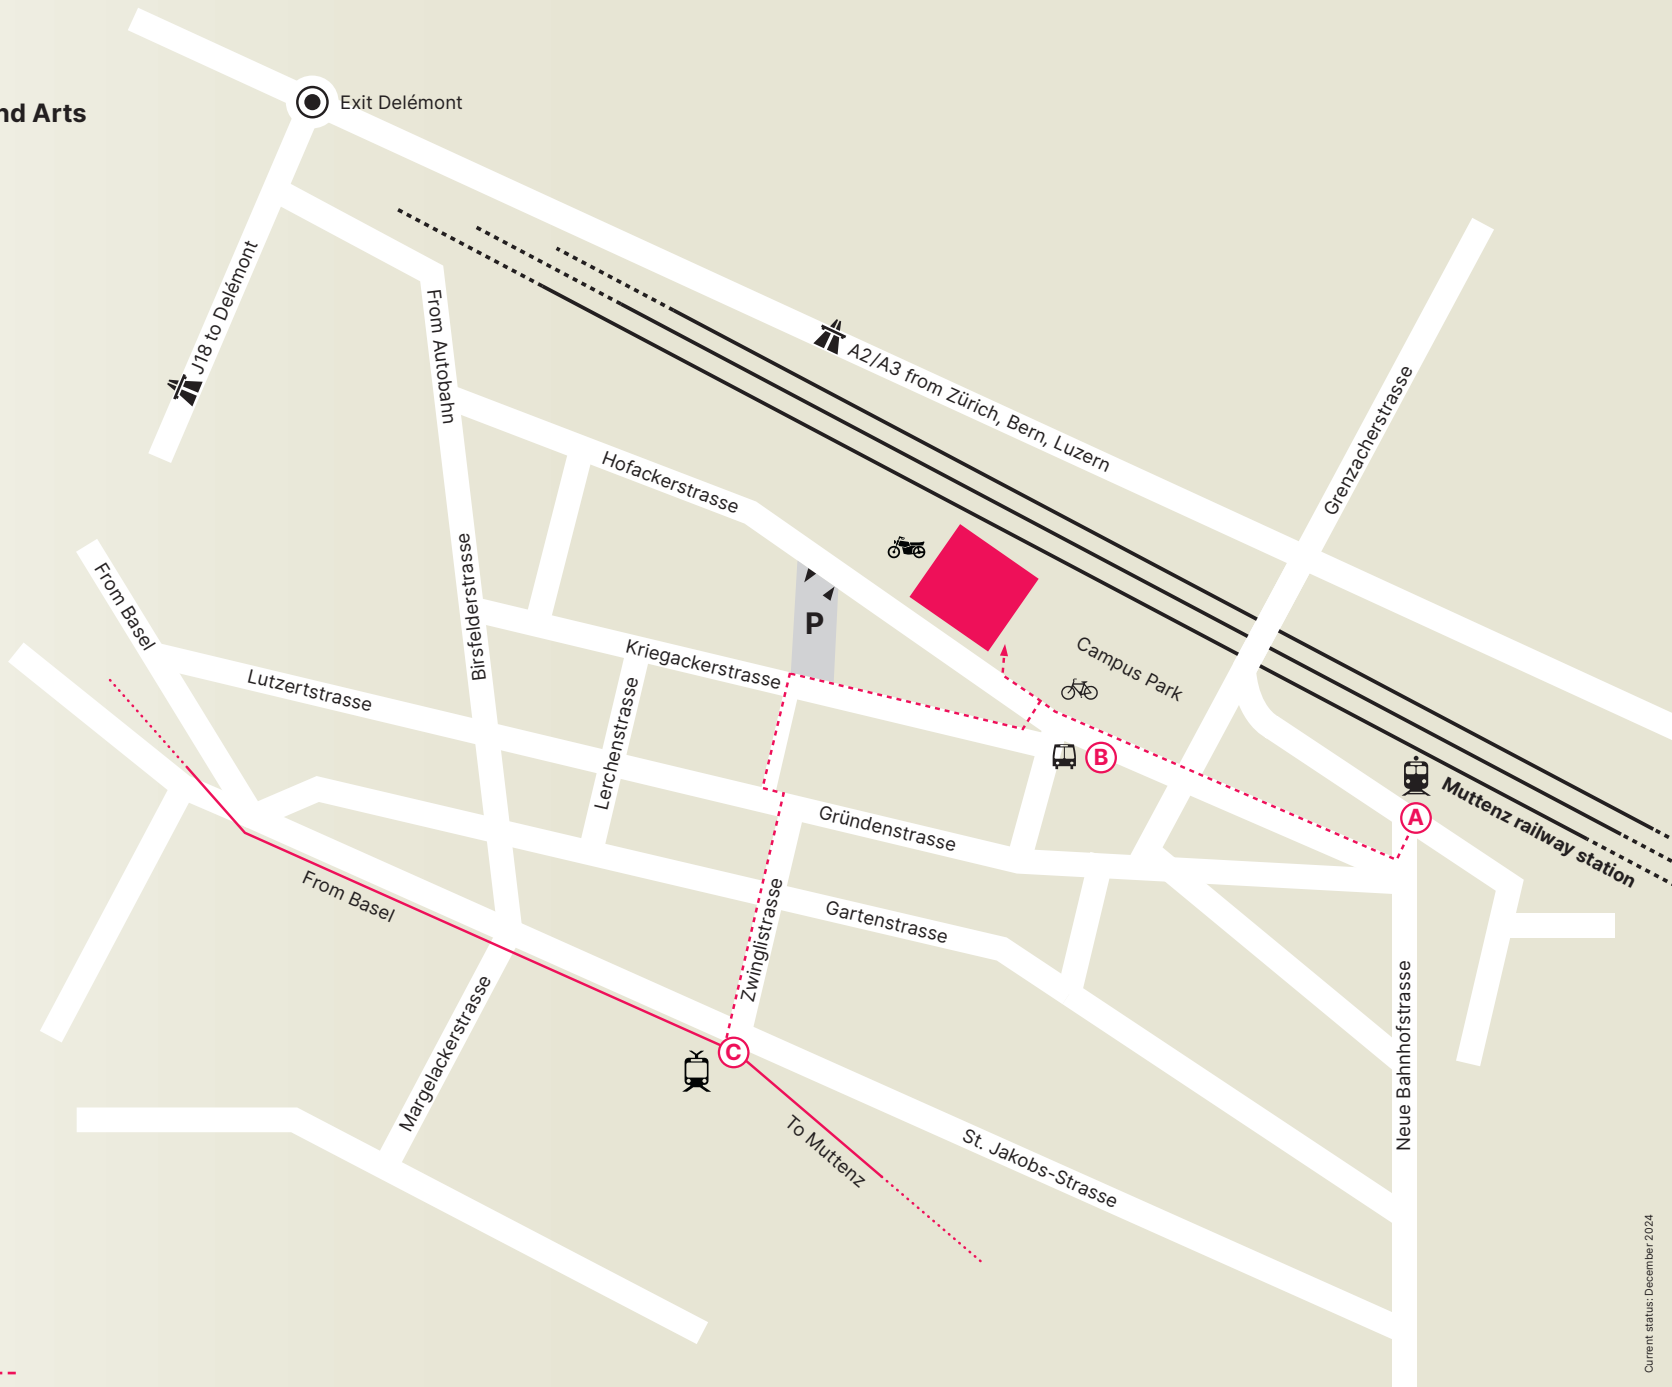 nd Arts
Exit Delémont
J18 to Delémont
From Autobahn
A2/A3 from Zürich, Bern, Luzern
Grenzacherstrasse
Hofackerstrasse
Birsfelderstrasse
From Basel
P
Kriegackerstrasse
Campus Park
Lutzertstrasse
Lerchenstrasse
B
A
Muttenz railway station
Gründenstrasse
From Basel
Zwinglistrasse
Gartenstrasse
Margelackerstrasse
Neue Bahnhofstrasse
C
To Muttenz
St. Jakobs-Strasse
Current status: December 2024